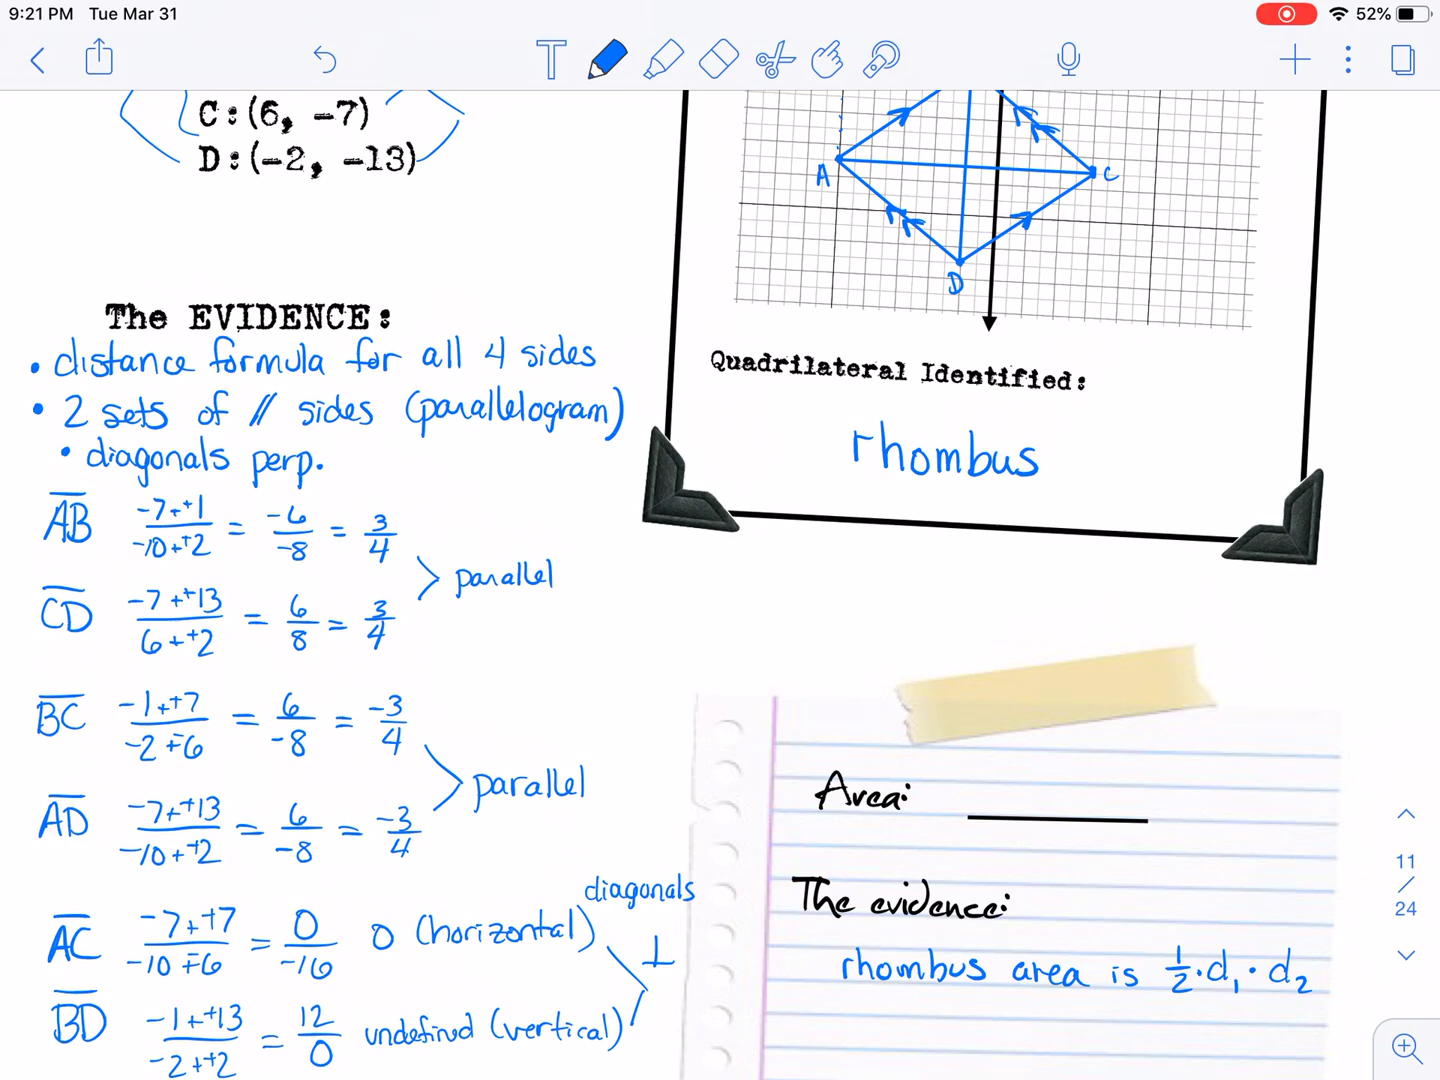 9:21 PM Tue Mar 31
52%
C:(6, -7)
D:(-2, -13)
A
C
D
The EVIDENCE:
• distance formula for all 4 sides
• 2 sets of // sides (parallelogram)
• diagonals perp.
AB -7++1/-10++2 = -6/-8 = 3/4
CD -7++13/6++2 = 6/8 = 3/4
> parallel
BC -1++7/-2+-6 = 6/-8 = -3/4
AD -7++13/-10++2 = 6/-8 = -3/4
> parallel
AC -7++7/-10+-6 = 0/-16 0 (horizontal)
BD -1++13/-2++2 = 12/0 undefined (vertical)
diagonals
⊥
Quadrilateral Identified:
rhombus
Area:
The evidence:
rhombus area is 1/2·d₁·d₂
11
/
24